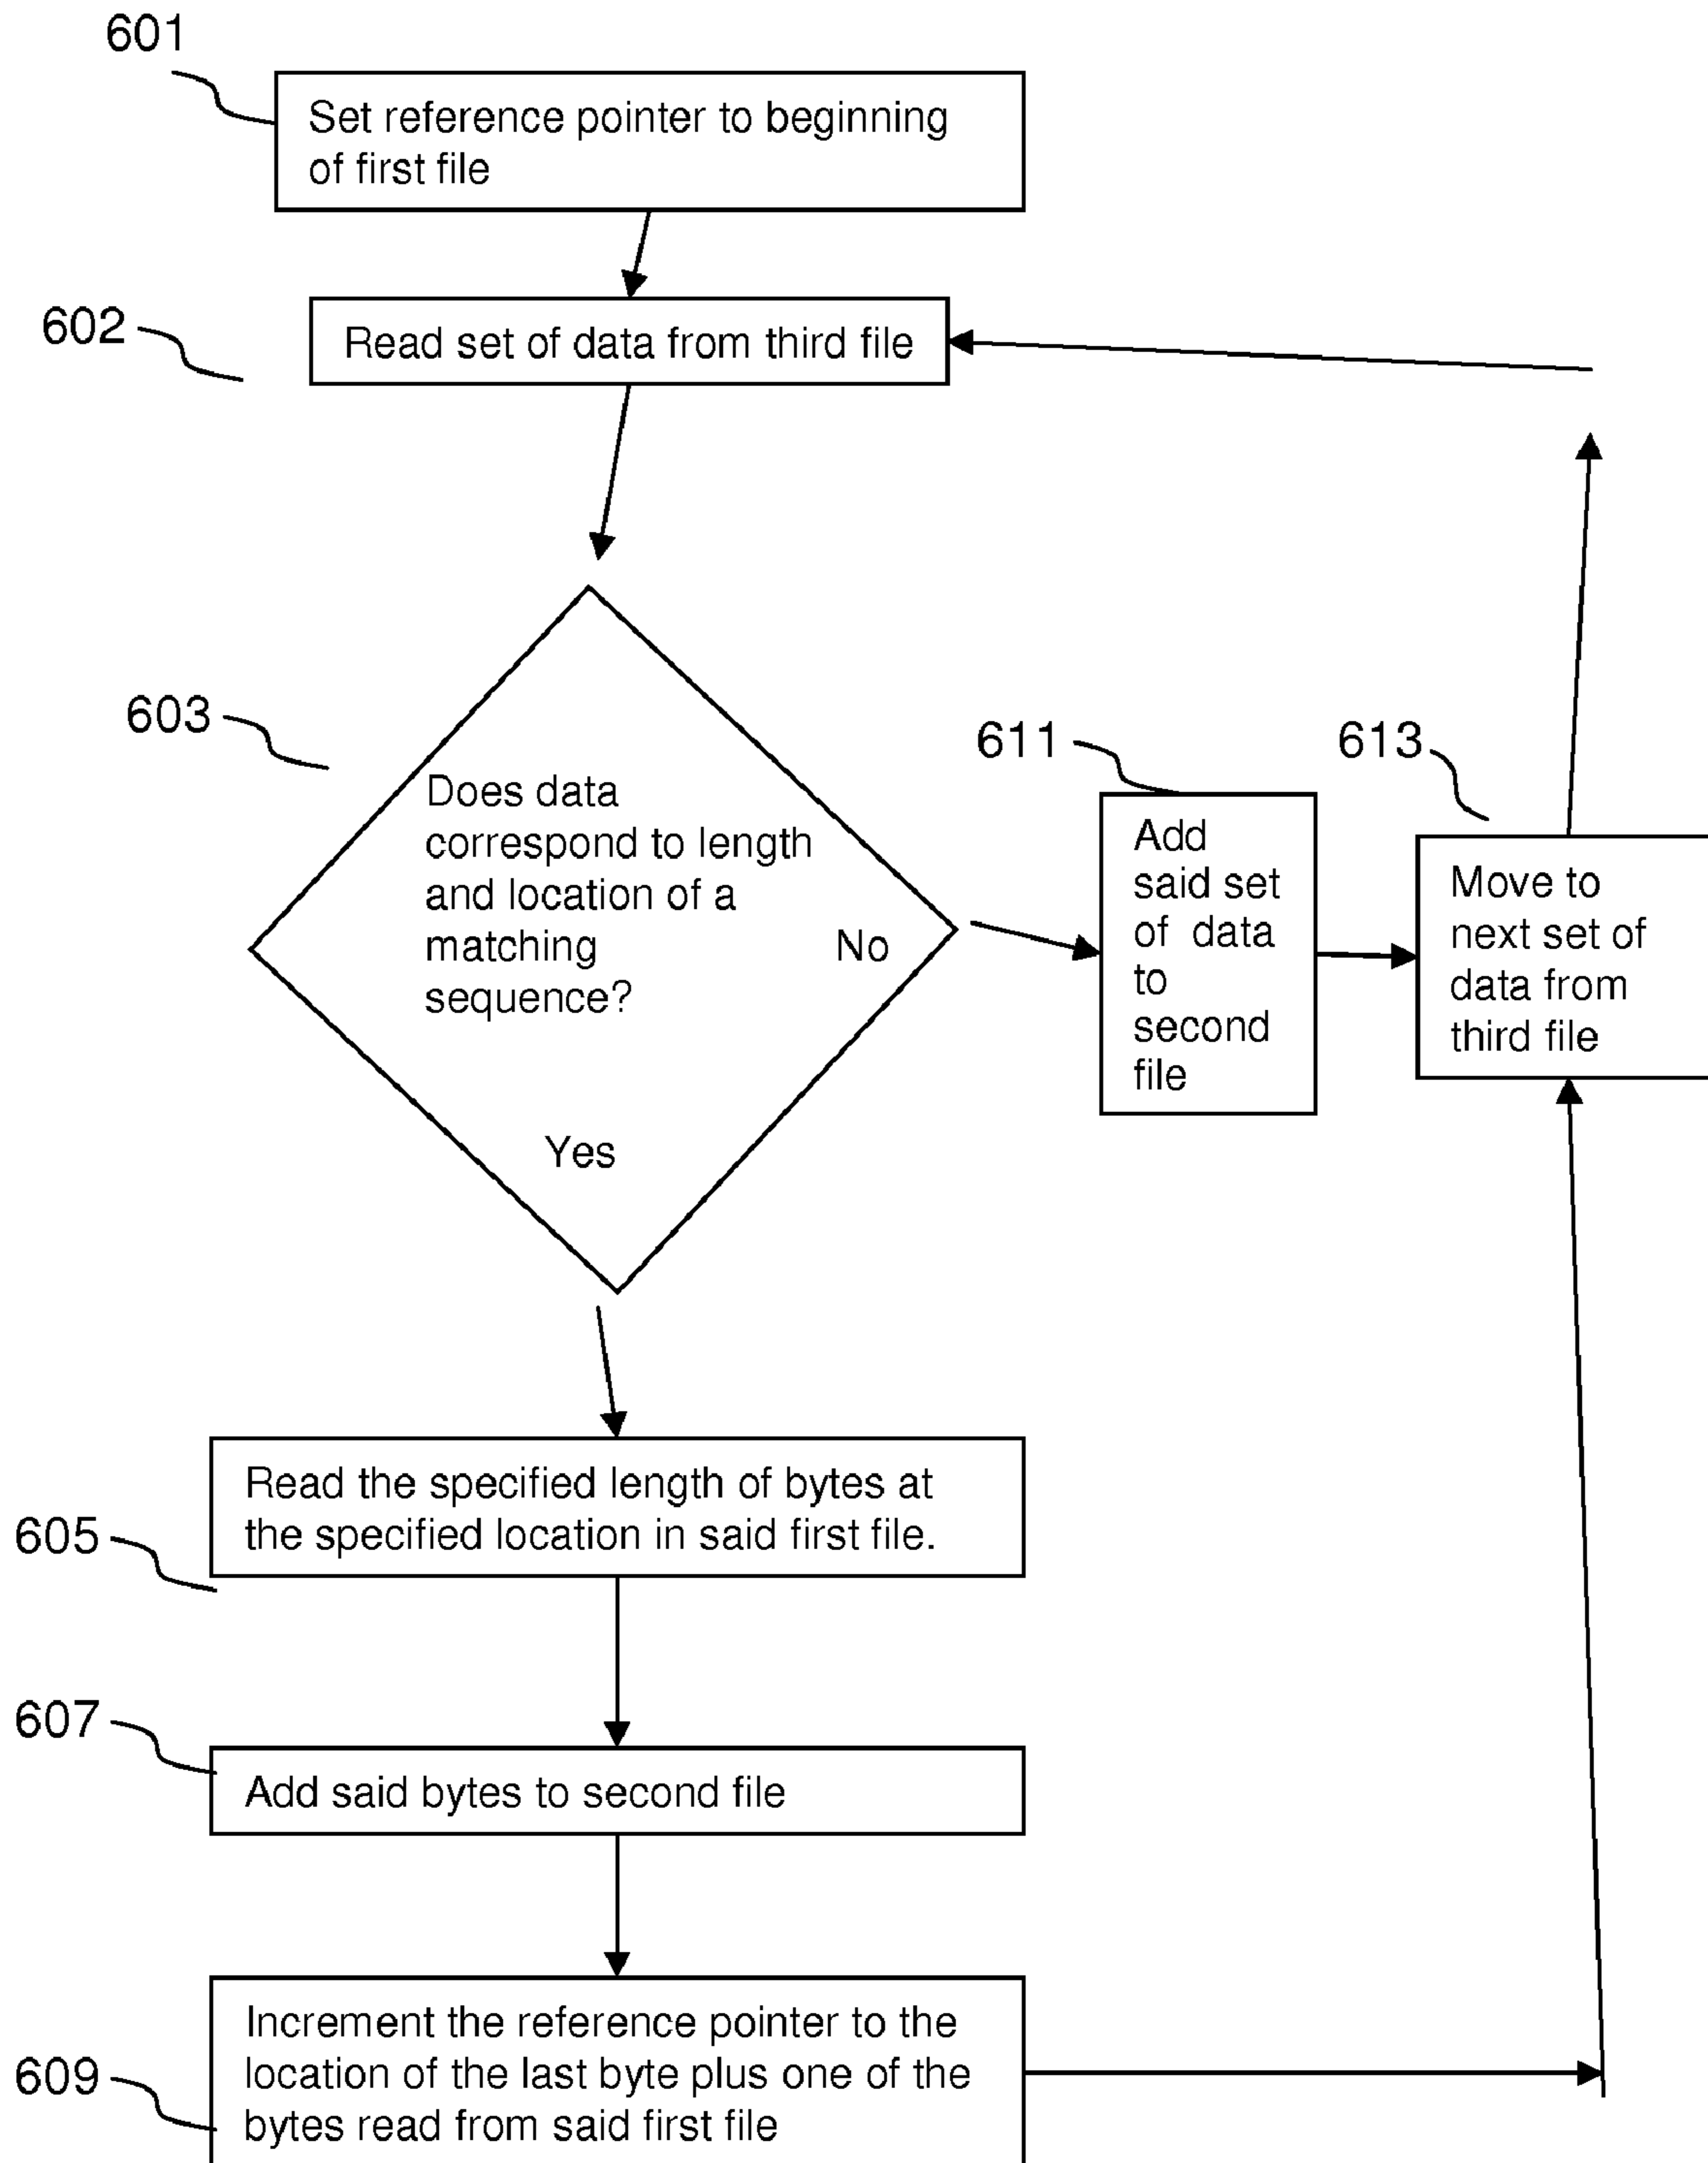 601
Set reference pointer to beginning
of first file
602
Read set of data from third file
603
Does data
correspond to length
and location of a
matching
sequence?
No
Yes
611
Add
said set
of data
to
second
file
613
Move to
next set of
data from
third file
605
Read the specified length of bytes at
the specified location in said first file.
607
Add said bytes to second file
609
Increment the reference pointer to the
location of the last byte plus one of the
bytes read from said first file